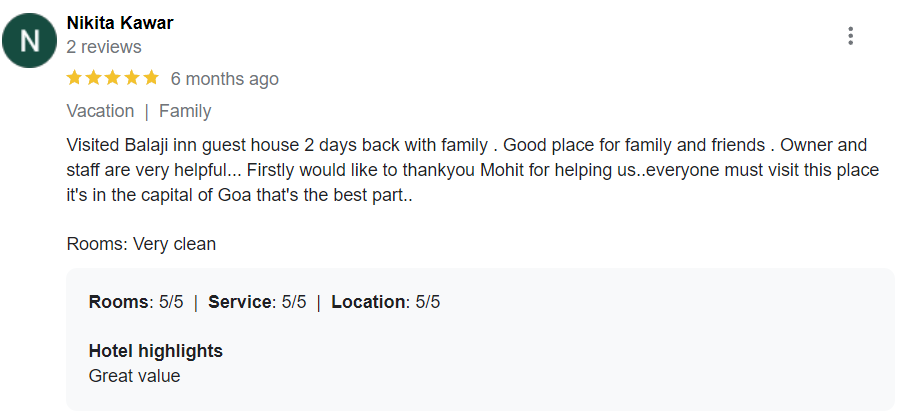 N
Nikita Kawar
2 reviews
6 months ago
Vacation | Family
Visited Balaji inn guest house 2 days back with family . Good place for family and friends . Owner and
staff are very helpful... Firstly would like to thankyou Mohit for helping us..everyone must visit this place
it's in the capital of Goa that's the best part..
Rooms: Very clean
Rooms: 5/5 | Service: 5/5 | Location: 5/5
Hotel highlights
Great value